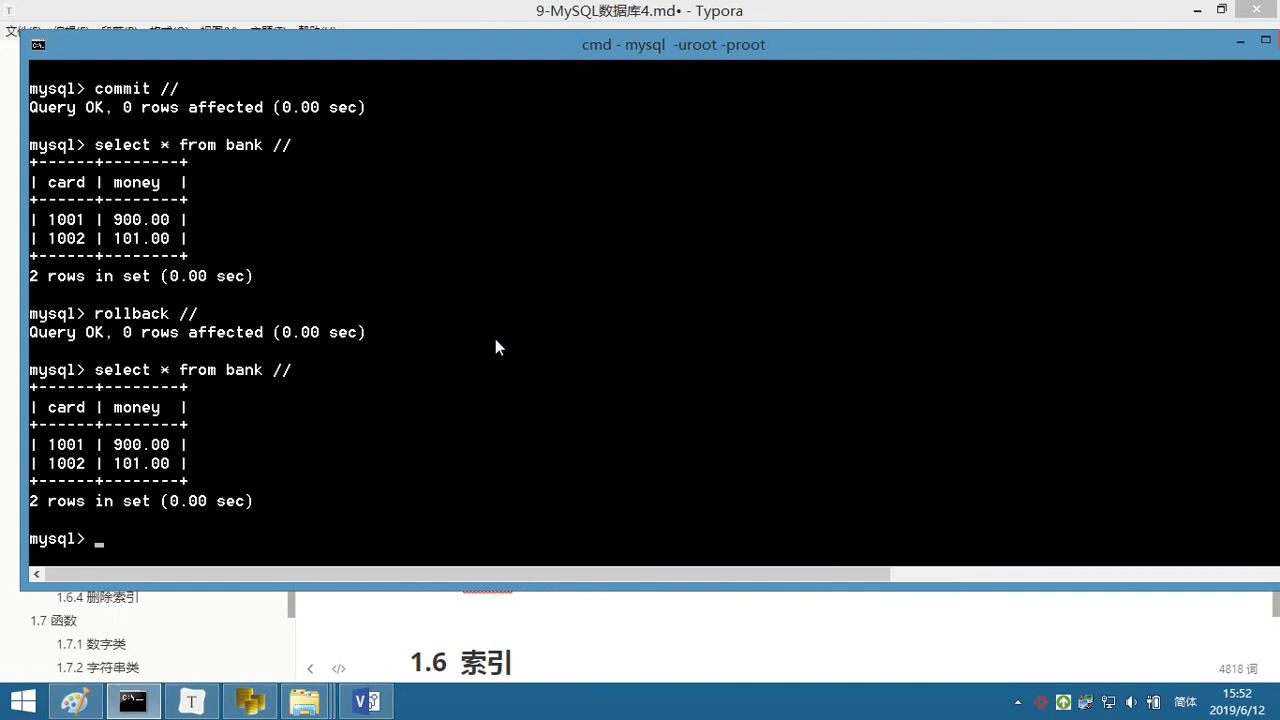 9-MySQL数据库4.md• - Typora
cmd - mysql -uroot -proot
mysql> commit //
Query OK, 0 rows affected (0.00 sec)
mysql> select * from bank //
+------+--------+
| card | money  |
+------+--------+
| 1001 | 900.00 |
| 1002 | 101.00 |
+------+--------+
2 rows in set (0.00 sec)
mysql> rollback //
Query OK, 0 rows affected (0.00 sec)
mysql> select * from bank //
+------+--------+
| card | money  |
+------+--------+
| 1001 | 900.00 |
| 1002 | 101.00 |
+------+--------+
2 rows in set (0.00 sec)
mysql> _
1.6.4 删除索引
1.7 函数
1.7.1 数字类
1.7.2 字符串类
1.6 索引
4818 词
简体
15:52
2019/6/12